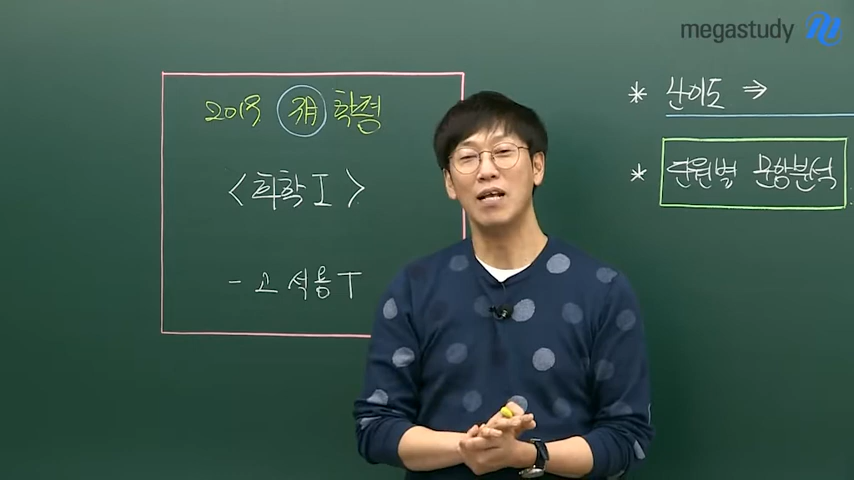 megastudy
2019 3月 학평
<화학 I>
- 고 석용 T
* 난이도 ⇒
* 단원별 문항분석